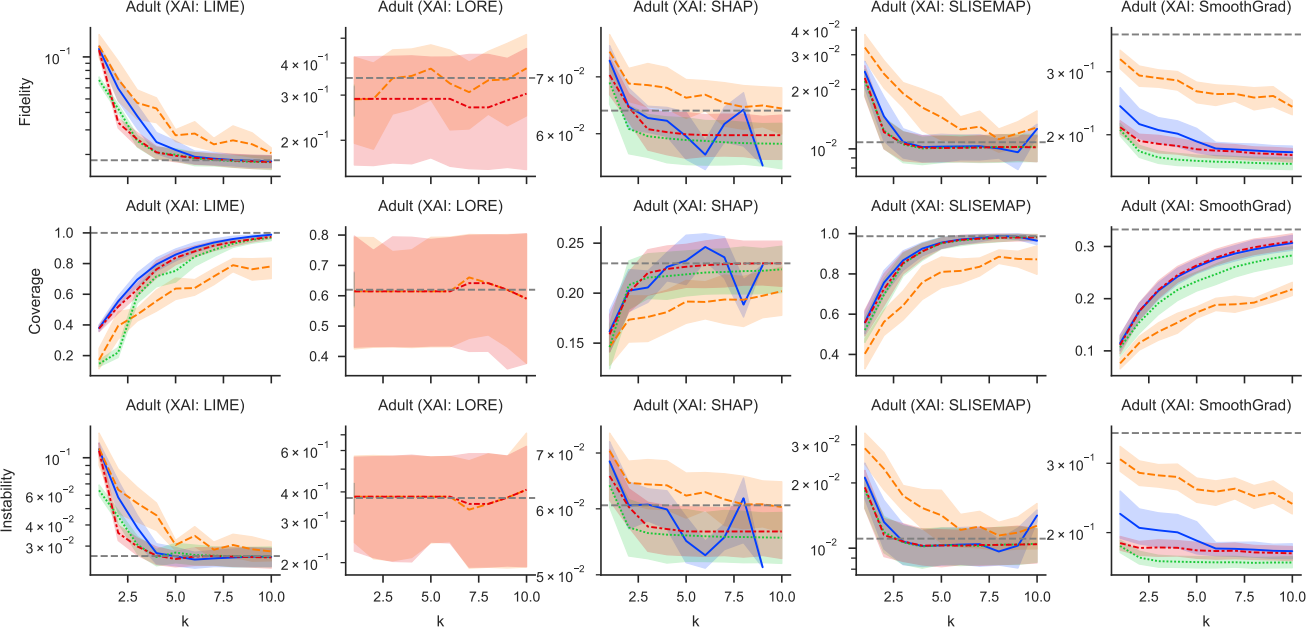 Adult (XAI: LIME) Adult (XAI: LORE) Adult (XAI: SHAP) Adult (XAI: SLISEMAP) Adult (XAI: SmoothGrad)
Fidelity
10⁻¹
4 × 10⁻¹
3 × 10⁻¹
2 × 10⁻¹
7 × 10⁻²
6 × 10⁻²
4 × 10⁻²
3 × 10⁻²
2 × 10⁻²
10⁻²
3 × 10⁻¹
2 × 10⁻¹
Adult (XAI: LIME) Adult (XAI: LORE) Adult (XAI: SHAP) Adult (XAI: SLISEMAP) Adult (XAI: SmoothGrad)
Coverage
1.0
0.8
0.6
0.4
0.2
0.8
0.7
0.6
0.5
0.4
0.25
0.20
0.15
1.0
0.8
0.6
0.4
0.3
0.2
0.1
Adult (XAI: LIME) Adult (XAI: LORE) Adult (XAI: SHAP) Adult (XAI: SLISEMAP) Adult (XAI: SmoothGrad)
Instability
10⁻¹
6 × 10⁻²
4 × 10⁻²
3 × 10⁻²
6 × 10⁻¹
4 × 10⁻¹
3 × 10⁻¹
2 × 10⁻¹
7 × 10⁻²
6 × 10⁻²
5 × 10⁻²
3 × 10⁻²
2 × 10⁻²
10⁻²
3 × 10⁻¹
2 × 10⁻¹
2.5 5.0 7.5 10.0 2.5 5.0 7.5 10.0 2.5 5.0 7.5 10.0 2.5 5.0 7.5 10.0 2.5 5.0 7.5 10.0
k k k k k